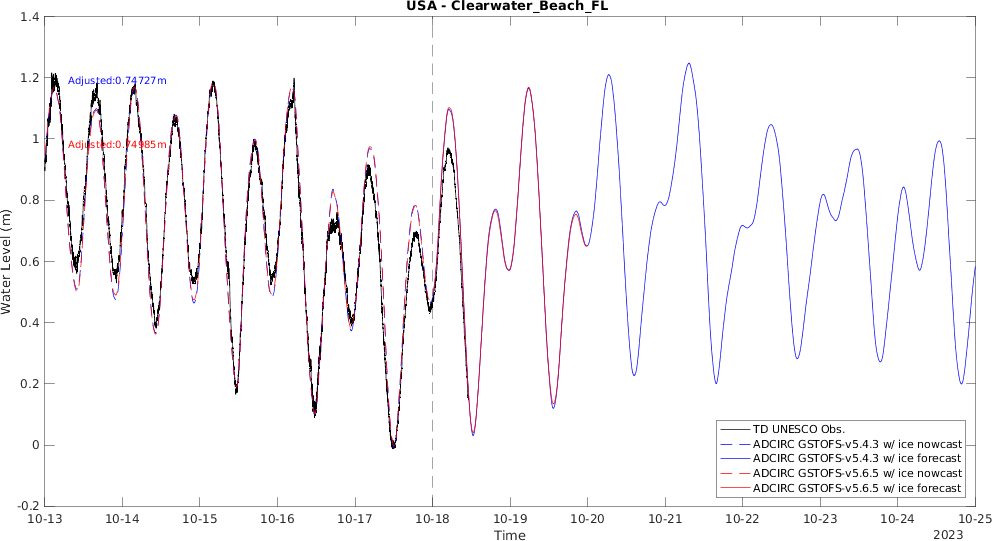 USA - Clearwater_Beach_FL
1.4
1.2
1
0.8
0.6
0.4
0.2
0
-0.2
Water Level (m)
Adjusted:0.74727m
Adjusted:0.74985m
TD UNESCO Obs.
ADCIRC GSTOFS-v5.4.3 w/ ice nowcast
ADCIRC GSTOFS-v5.4.3 w/ ice forecast
ADCIRC GSTOFS-v5.6.5 w/ ice nowcast
ADCIRC GSTOFS-v5.6.5 w/ ice forecast
10-13 10-14 10-15 10-16 10-17 10-18 10-19 10-20 10-21 10-22 10-23 10-24 10-25
Time
2023